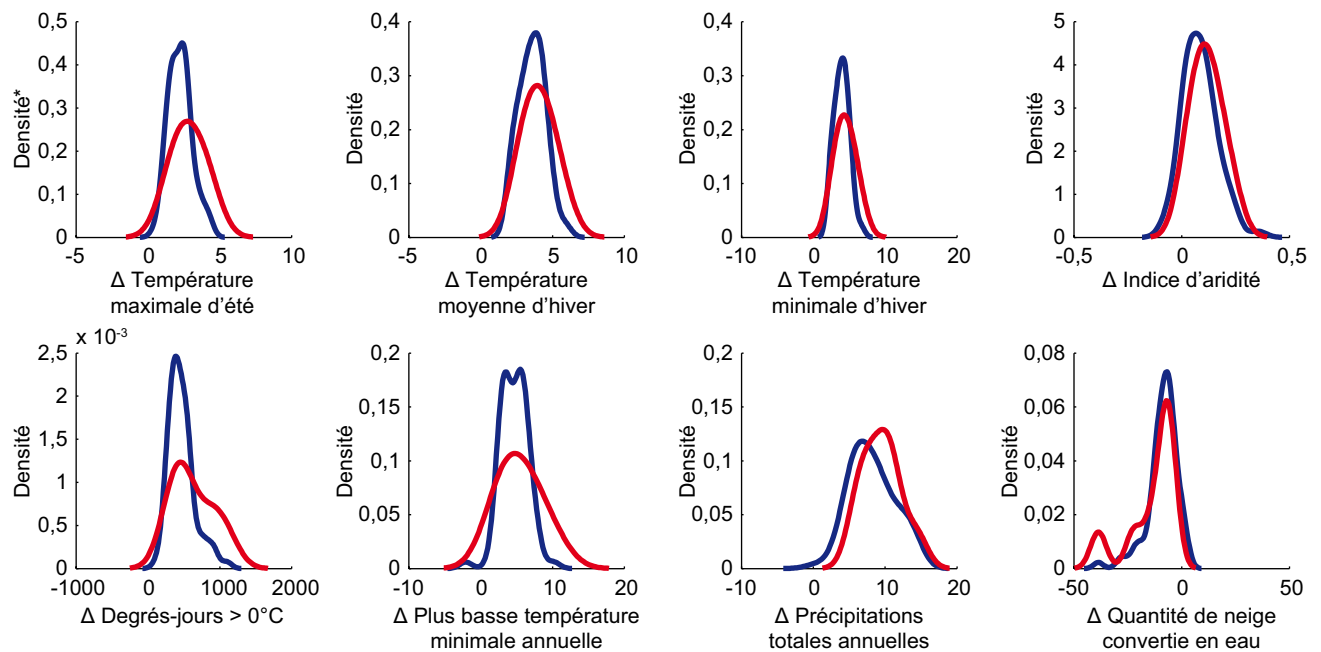 0,5
0,4
0,3
0,2
0,1
0
-5 0 5 10
Densité*
Δ Température
maximale d'été
0,4
0,3
0,2
0,1
0
-5 0 5 10
Densité
Δ Température
moyenne d'hiver
0,4
0,3
0,2
0,1
0
-10 0 10 20
Densité
Δ Température
minimale d'hiver
5
4
3
2
1
0
-0,5 0 0,5
Densité
Δ Indice d'aridité
x 10-3
2,5
2
1,5
1
0,5
0
-1000 0 1000 2000
Densité
Δ Degrés-jours > 0°C
0,2
0,15
0,1
0,05
0
-10 0 10 20
Densité
Δ Plus basse température
minimale annuelle
0,2
0,15
0,1
0,05
0
-10 0 10 20
Densité
Δ Précipitations
totales annuelles
0,08
0,06
0,04
0,02
0
-50 0 50
Densité
Δ Quantité de neige
convertie en eau